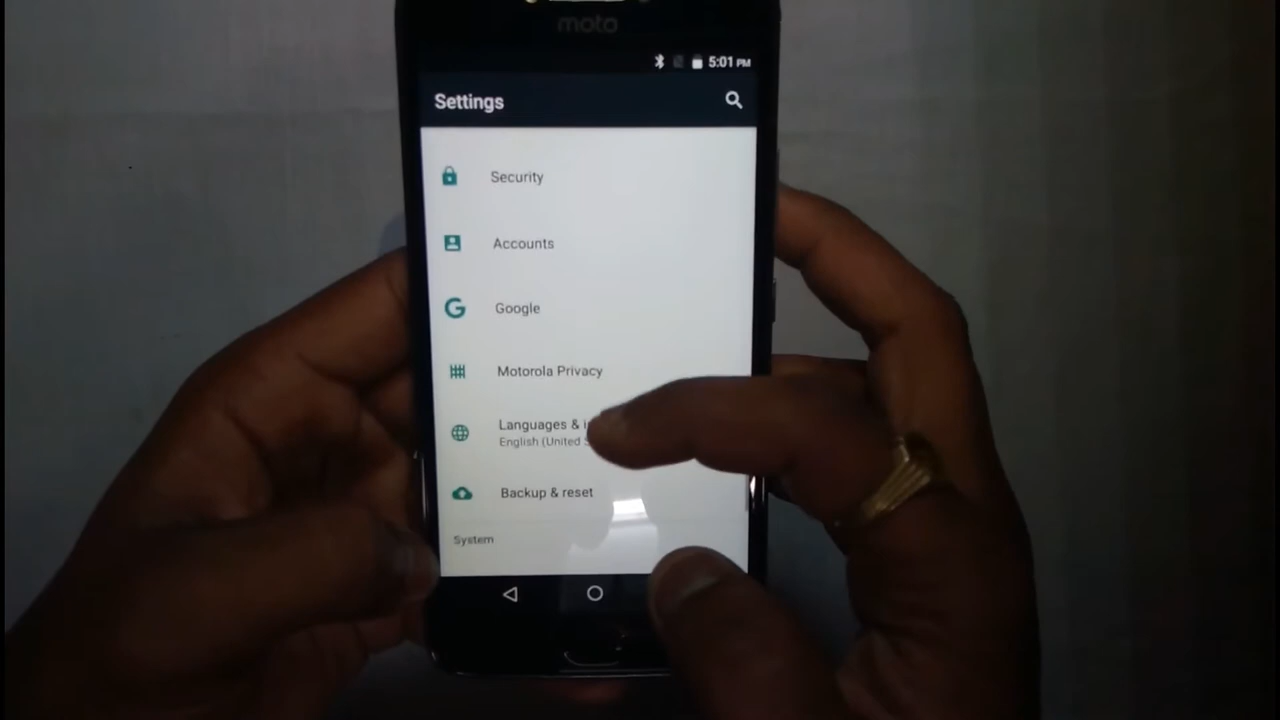 moto
5:01 PM
Settings
Security
Accounts
Google
Motorola Privacy
Languages &
English (United
Backup & reset
System